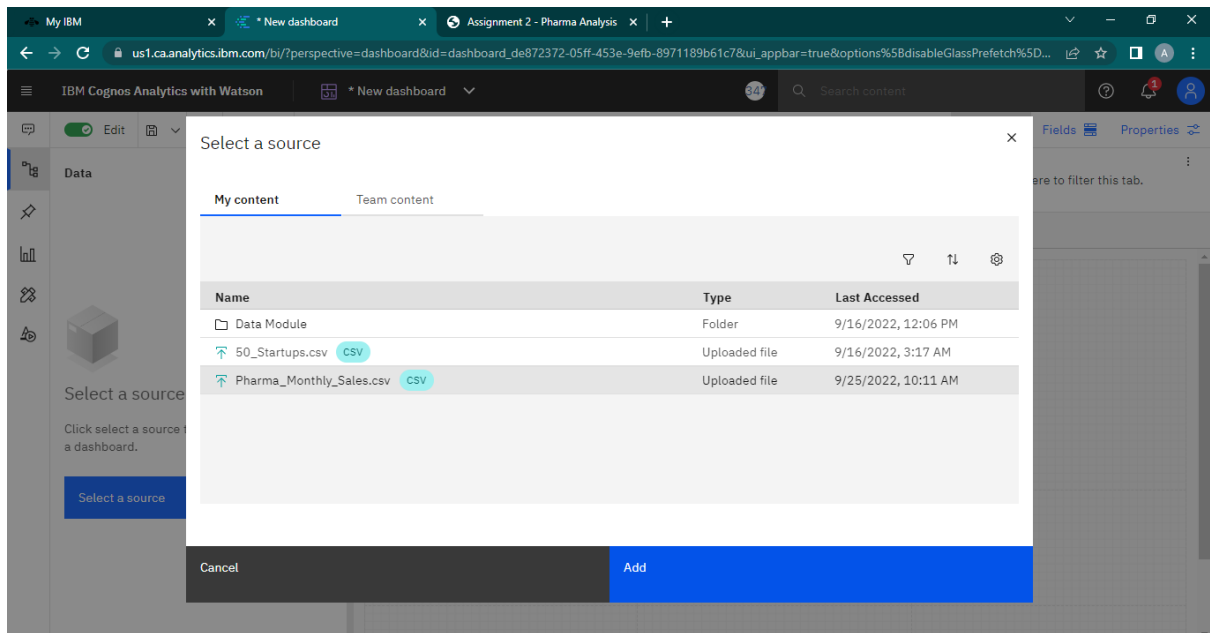 My IBM
* New dashboard
Assignment 2 - Pharma Analysis
us1.ca.analytics.ibm.com/bi/?perspective=dashboard&id=dashboard_de872372-05ff-453e-9efb-8971189b61c7&ui_appbar=true&options%5BdisableGlassPrefetch%5D...
A
IBM Cognos Analytics with Watson
* New dashboard
Search content
1
Edit
Fields
Properties
Data
ere to filter this tab.
Select a source
Click select a source
a dashboard.
Select a source
Select a source
My content
Team content
Name Type Last Accessed
Data Module Folder 9/16/2022, 12:06 PM
50_Startups.csv CSV Uploaded file 9/16/2022, 3:17 AM
Pharma_Monthly_Sales.csv CSV Uploaded file 9/25/2022, 10:11 AM
Cancel
Add